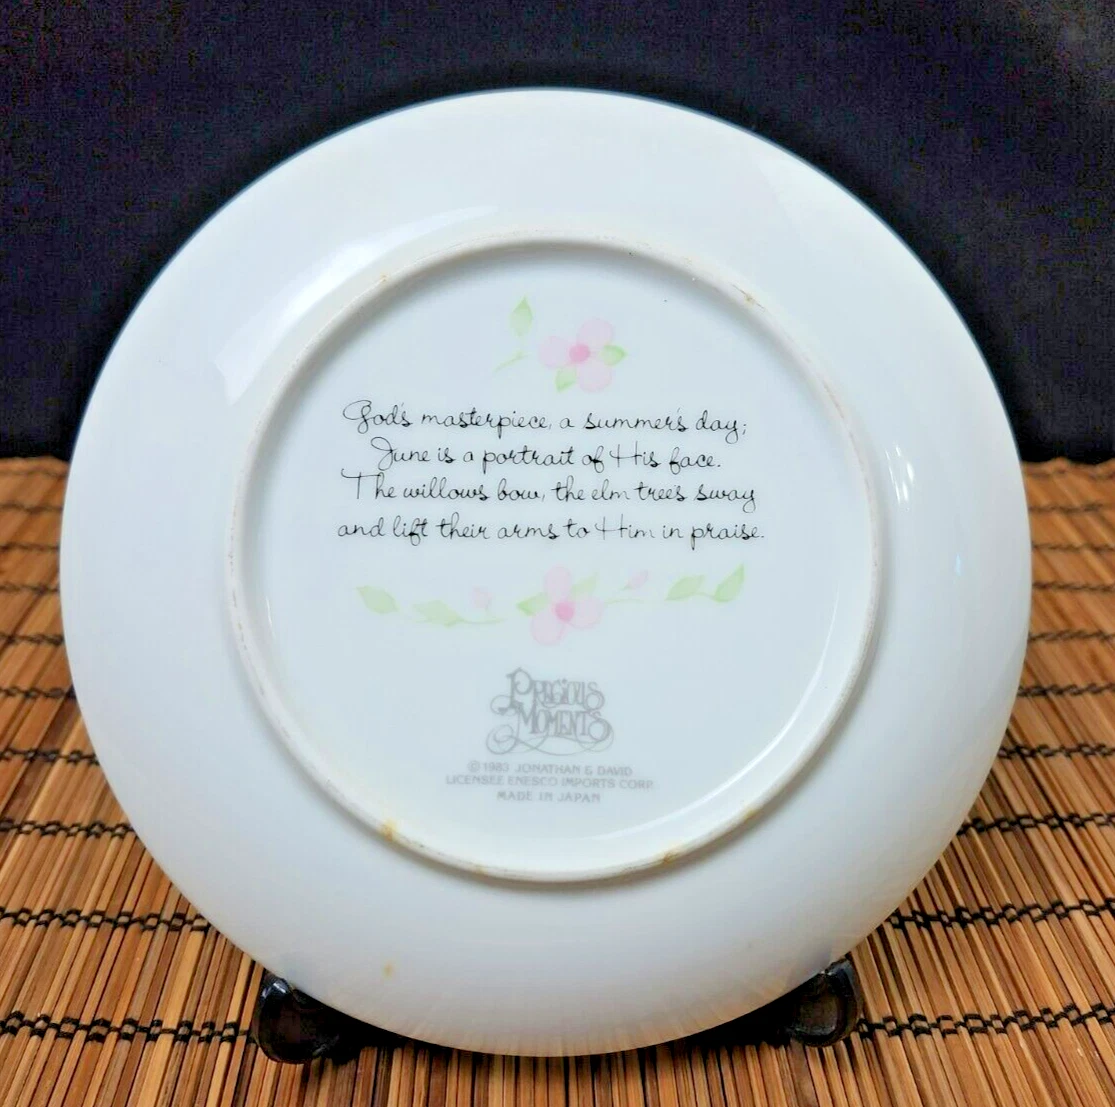 God's masterpiece, a summer's day;
June is a portrait of His face.
The willows bow, the elm trees sway
and lift their arms to Him in praise.
PRECIOUS
MOMENTS
© 1983 JONATHAN & DAVID
LICENSEE ENESCO IMPORTS CORP.
MADE IN JAPAN